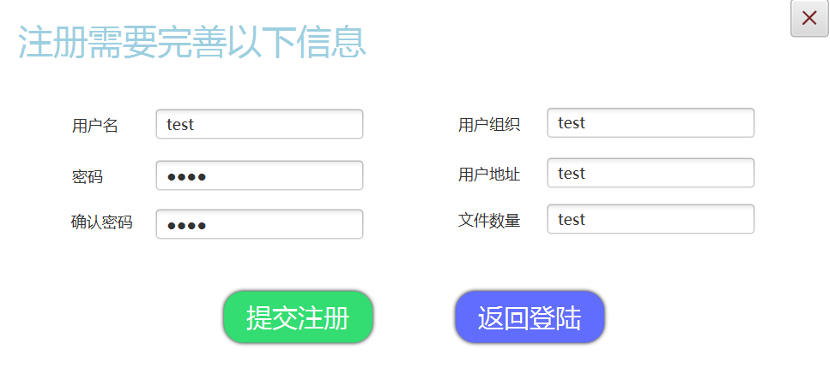 注册需要完善以下信息
用户名 test
用户组织 test
密码 ●●●●
用户地址 test
确认密码 ●●●●
文件数量 test
提交注册
返回登陆